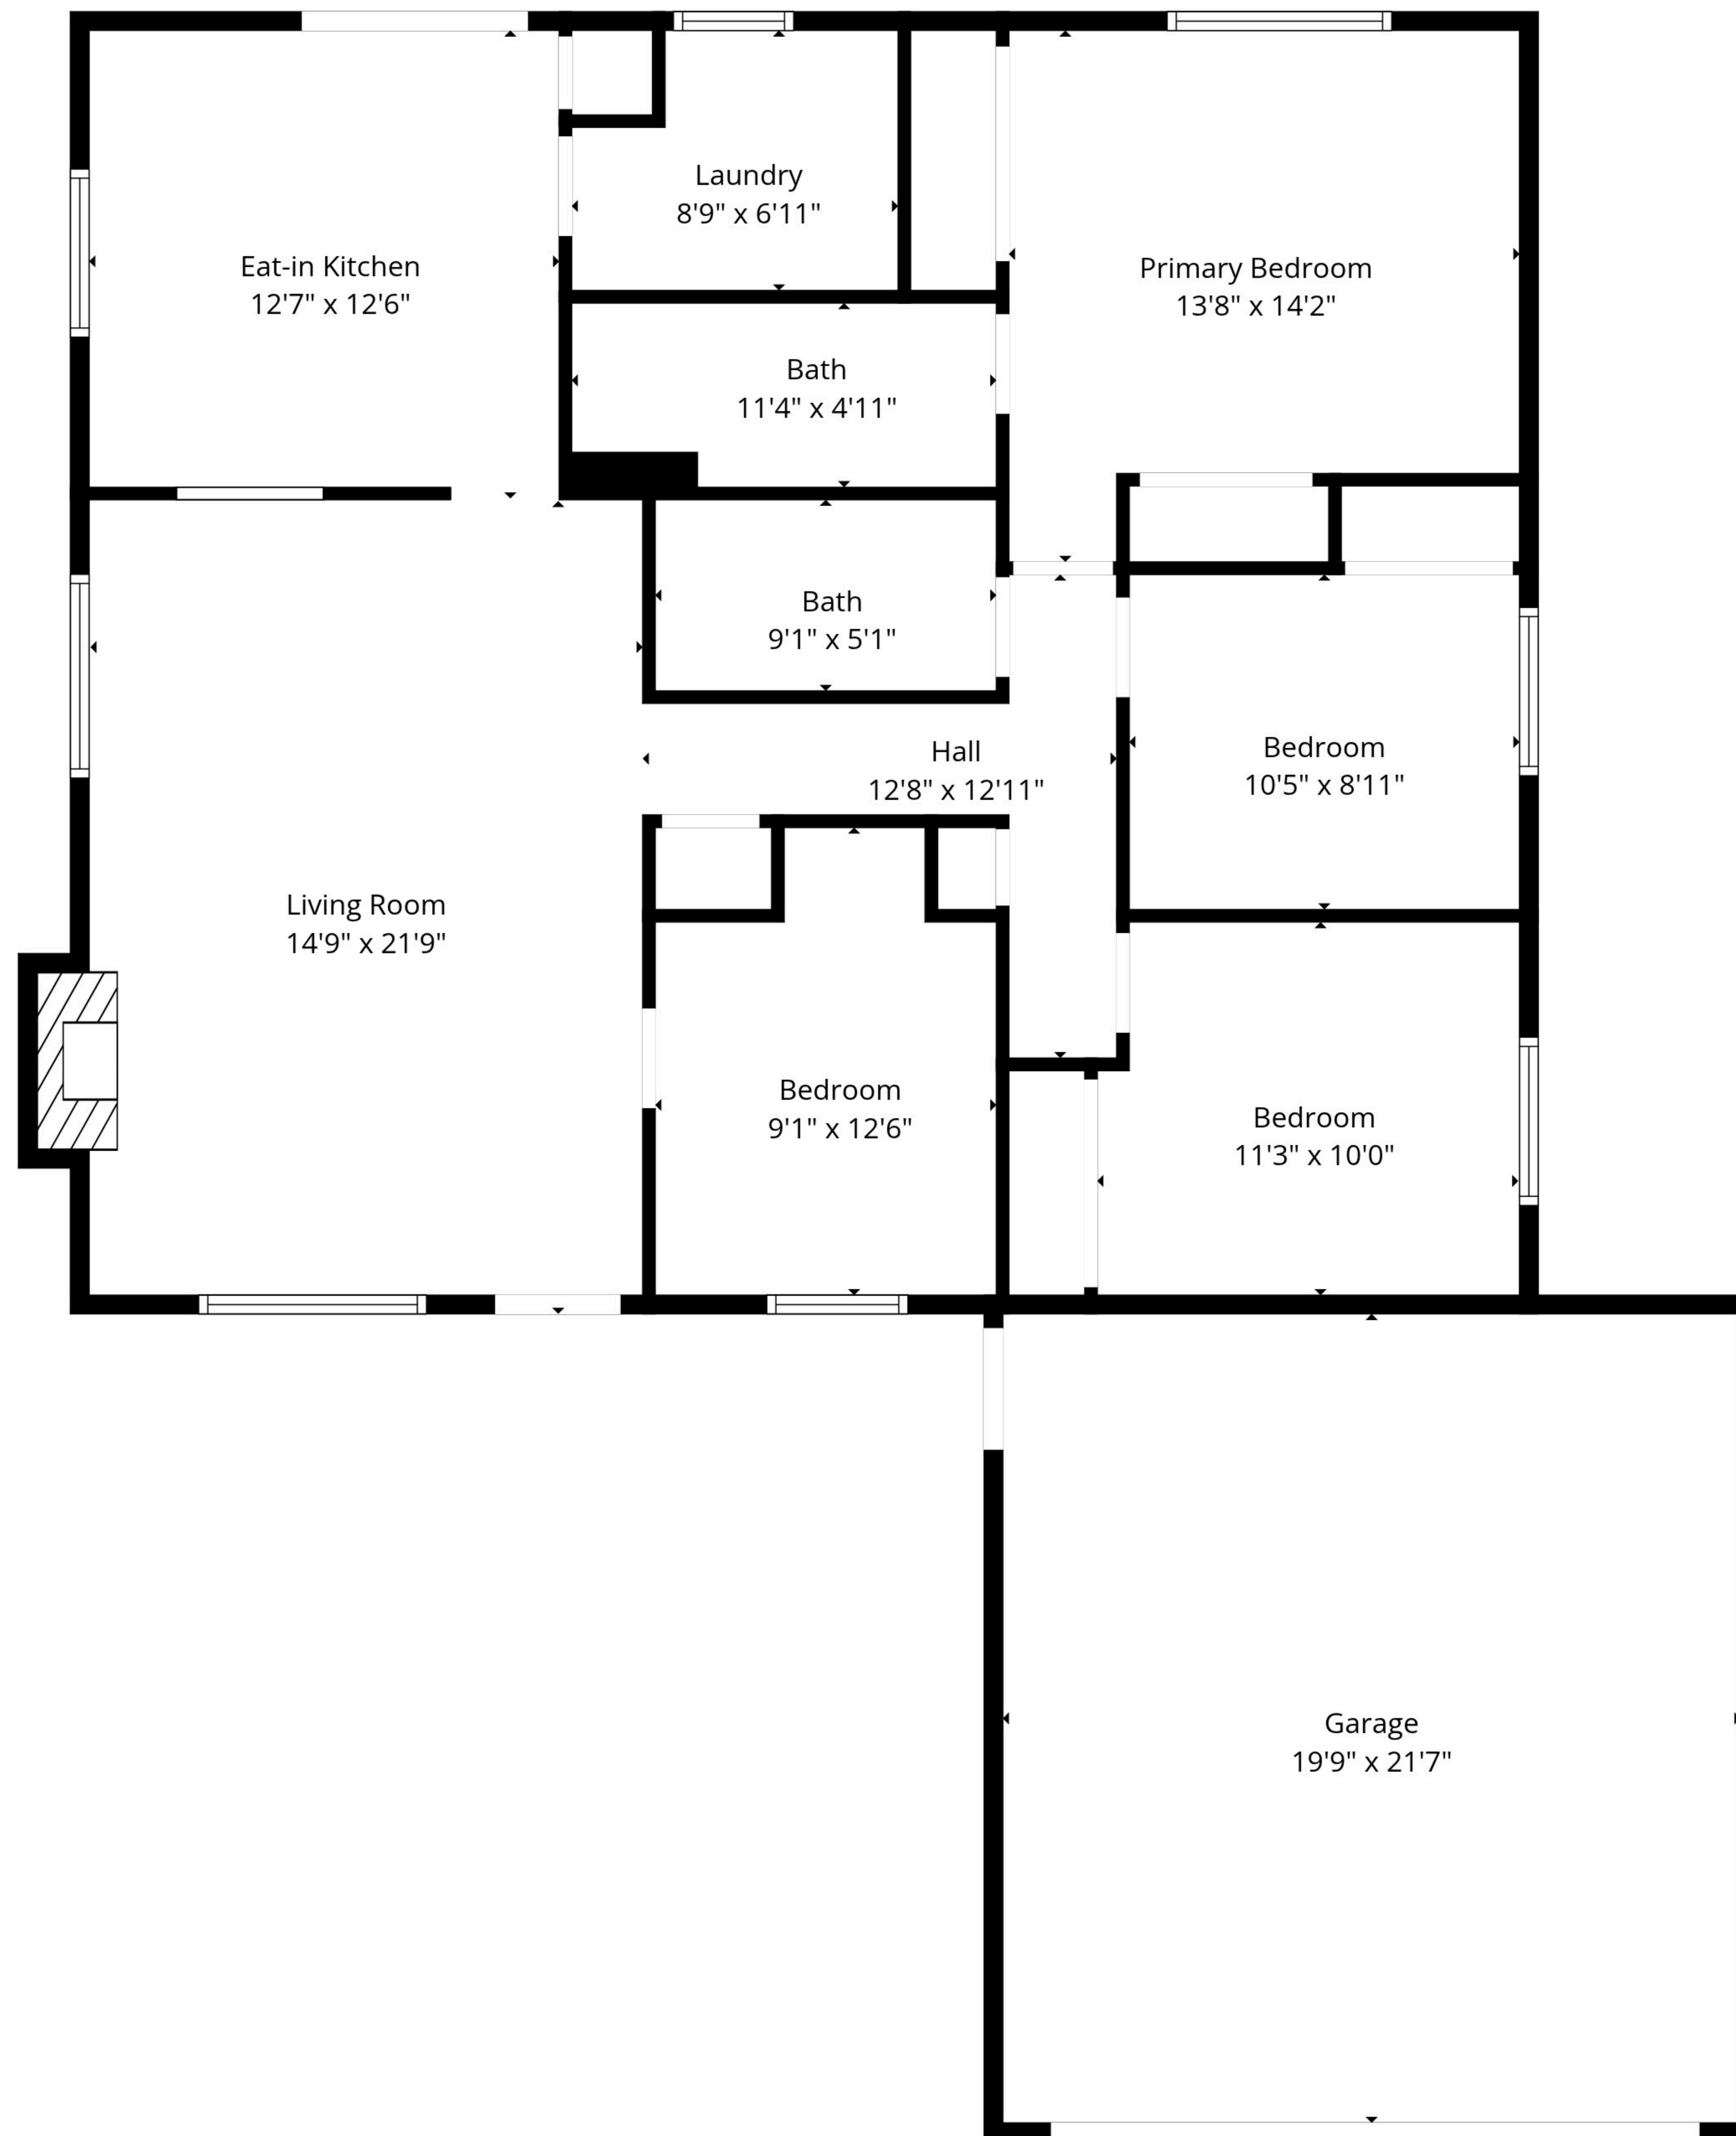 Laundry
8'9" x 6'11"
Eat-in Kitchen
12'7" x 12'6"
Primary Bedroom
13'8" x 14'2"
Bath
11'4" x 4'11"
Bath
9'1" x 5'1"
Hall
12'8" x 12'11"
Bedroom
10'5" x 8'11"
Living Room
14'9" x 21'9"
Bedroom
9'1" x 12'6"
Bedroom
11'3" x 10'0"
Garage
19'9" x 21'7"